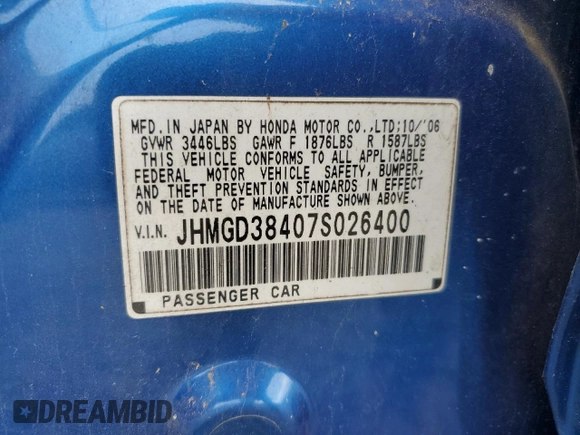 MFD.IN JAPAN BY HONDA MOTOR CO.,LTD;10/'06
GVWR 3446LBS GAWR F 1876LBS R 1587LBS
THIS VEHICLE CONFORMS TO ALL APPLICABLE
FEDERAL MOTOR VEHICLE SAFETY, BUMPER,
AND THEFT PREVENTION STANDARDS IN EFFECT
ON THE DATE OF MANUFACTURE SHOWN ABOVE.
V.I.N. JHMGD38407S026400
PASSENGER CAR
DREAMBID